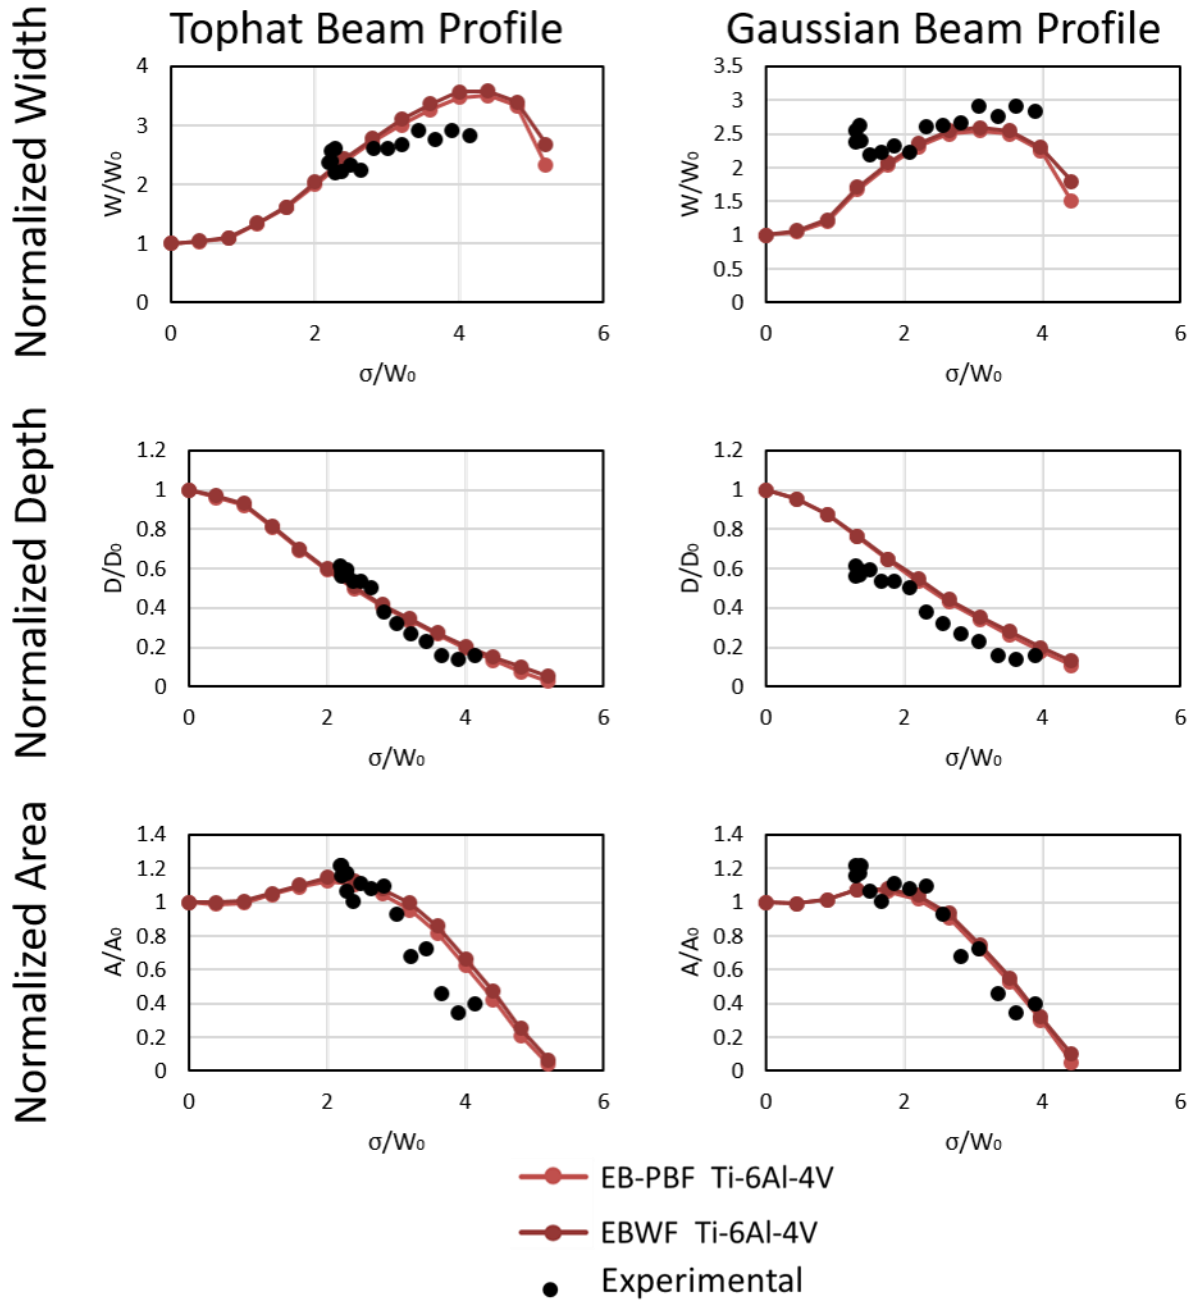 Tophat Beam Profile
Gaussian Beam Profile
Normalized Width
W/W₀
4
3
2
1
0
0 2 4 6
σ/W₀
W/W₀
3.5
3
2.5
2
1.5
1
0.5
0
0 2 4 6
σ/W₀
Normalized Depth
D/D₀
1.2
1
0.8
0.6
0.4
0.2
0
0 2 4 6
σ/W₀
D/D₀
1.2
1
0.8
0.6
0.4
0.2
0
0 2 4 6
σ/W₀
Normalized Area
A/A₀
1.4
1.2
1
0.8
0.6
0.4
0.2
0
0 2 4 6
σ/W₀
A/A₀
1.4
1.2
1
0.8
0.6
0.4
0.2
0
0 2 4 6
σ/W₀
EB-PBF Ti-6Al-4V
EBWF Ti-6Al-4V
Experimental